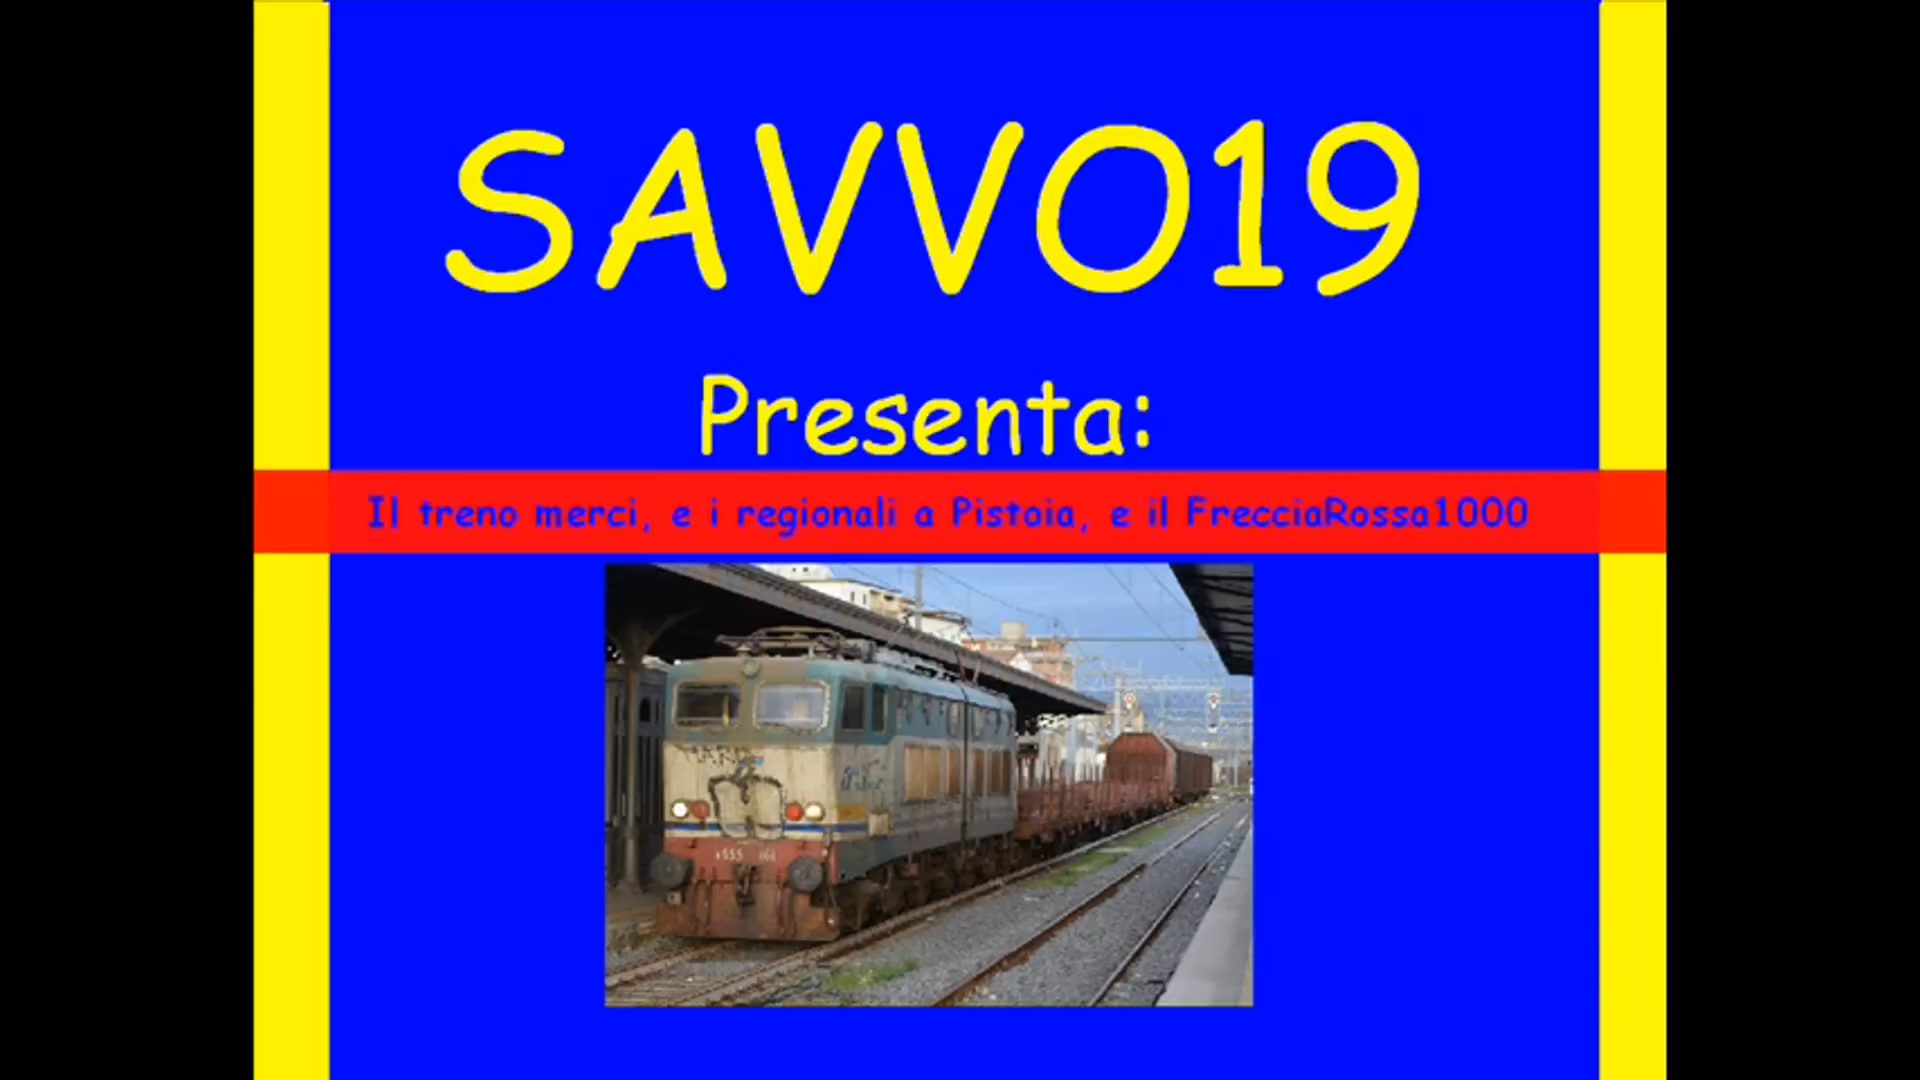 SAVVO19
Presenta:
Il treno merci, e i regionali a Pistoia, e il FrecciaRossa1000